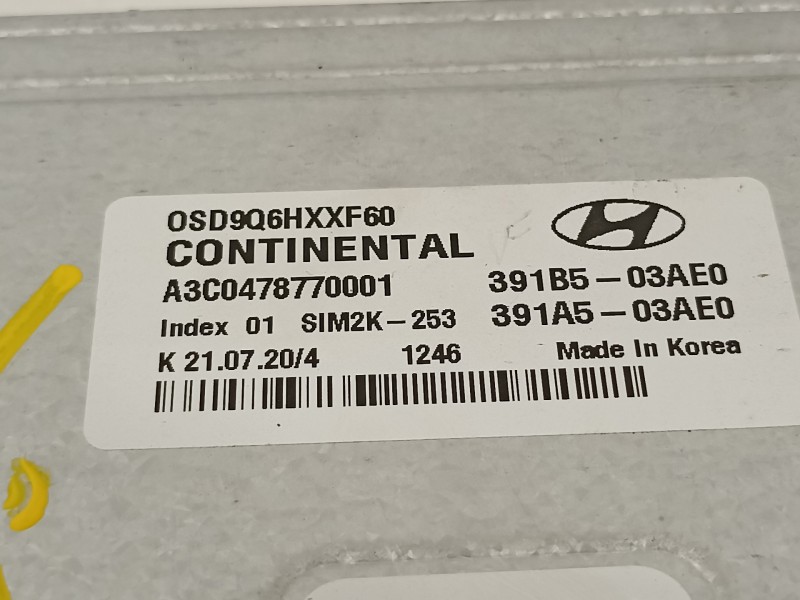 OSD9Q6HXXF60
CONTINENTAL
A3C0478770001
391B5-03AE0
Index 01 SIM2K-253
391A5-03AE0
K 21.07.20/4 1246 Made In Korea